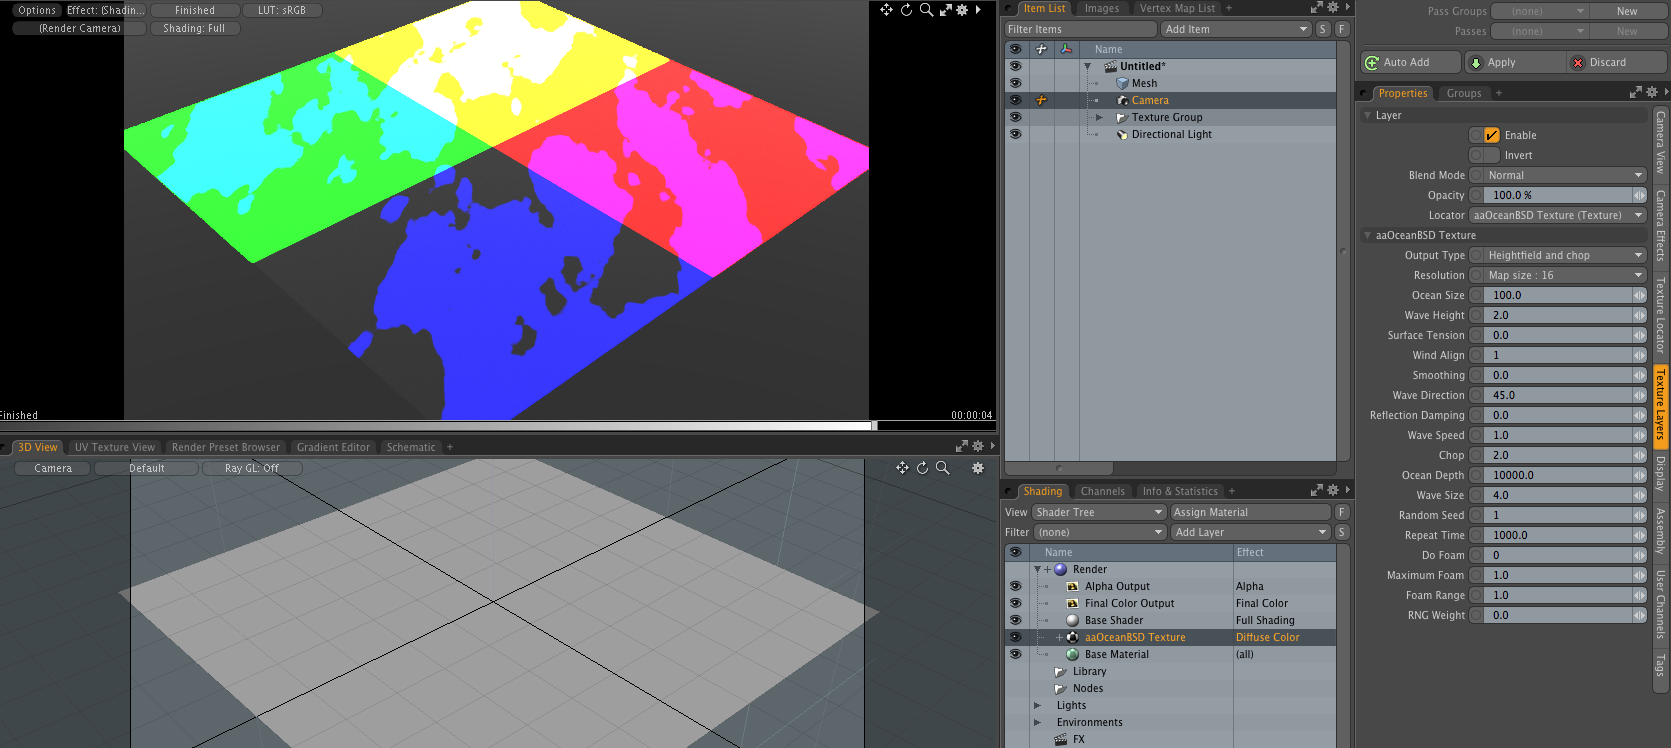 Options Effect: (Shadin... Finished LUT: sRGB
(Render Camera) Shading: Full
Finished 00:00:04
3D View UV Texture View Render Preset Browser Gradient Editor Schematic +
Camera Default Ray GL: Off
Item List Images Vertex Map List +
Filter Items Add Item S F
Name
Untitled*
Mesh
Camera
Texture Group
Directional Light
Shading Channels Info & Statistics +
View Shader Tree Assign Material F
Filter (none) Add Layer S
Name Effect
Render
Alpha Output Alpha
Final Color Output Final Color
Base Shader Full Shading
aaOceanBSD Texture Diffuse Color
Base Material (all)
Library
Nodes
Lights
Environments
FX
Pass Groups (none) New
Passes (none) New
Auto Add Apply Discard
Properties Groups +
Layer
Enable
Invert
Blend Mode Normal
Opacity 100.0 %
Locator aaOceanBSD Texture (Texture)
aaOceanBSD Texture
Output Type Heightfield and chop
Resolution Map size : 16
Ocean Size 100.0
Wave Height 2.0
Surface Tension 0.0
Wind Align 1
Smoothing 0.0
Wave Direction 45.0
Reflection Damping 0.0
Wave Speed 1.0
Chop 2.0
Ocean Depth 10000.0
Wave Size 4.0
Random Seed 1
Repeat Time 1000.0
Do Foam 0
Maximum Foam 1.0
Foam Range 1.0
RNG Weight 0.0
Camera View
Camera Effects
Texture Locator
Texture Layers
Display
Assembly
User Channels
Tags